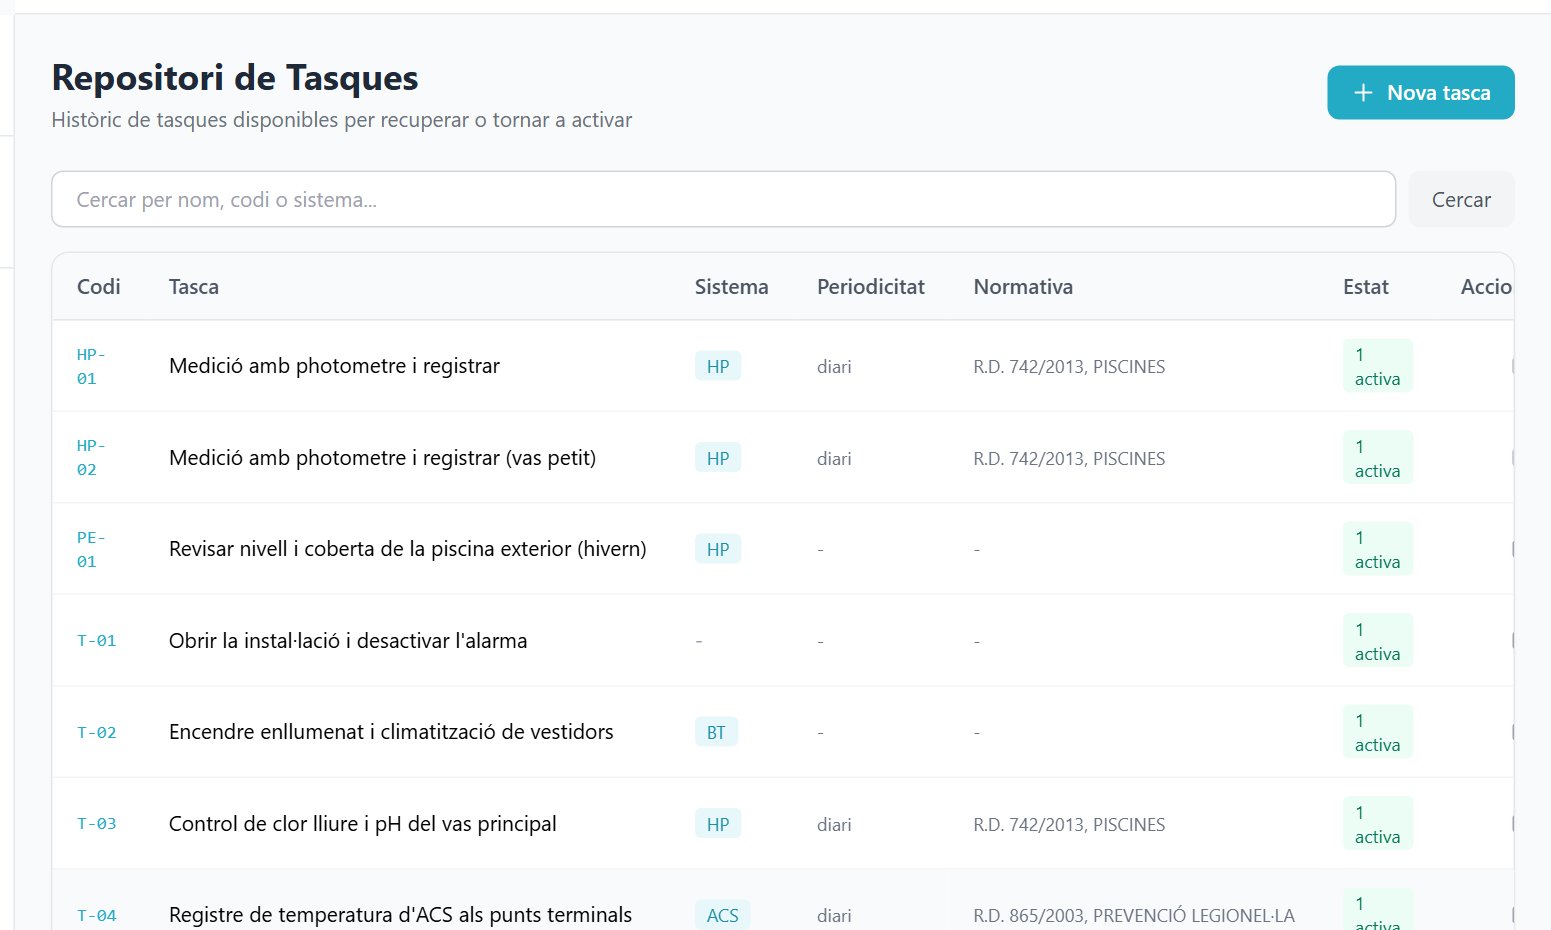 Repositori de Tasques
Històric de tasques disponibles per recuperar o tornar a activar
+ Nova tasca
Cercar per nom, codi o sistema...
Cercar
Codi Tasca Sistema Periodicitat Normativa Estat Accio
HP-
01
Medició amb photometre i registrar HP diari R.D. 742/2013, PISCINES
1
activa
HP-
02
Medició amb photometre i registrar (vas petit) HP diari R.D. 742/2013, PISCINES
1
activa
PE-
01
Revisar nivell i coberta de la piscina exterior (hivern) HP - -
1
activa
T-01 Obrir la instal·lació i desactivar l'alarma - - -
1
activa
T-02 Encendre enllumenat i climatització de vestidors BT - -
1
activa
T-03 Control de clor lliure i pH del vas principal HP diari R.D. 742/2013, PISCINES
1
activa
T-04 Registre de temperatura d'ACS als punts terminals ACS diari R.D. 865/2003, PREVENCIÓ LEGIONEL·LA
1
activa